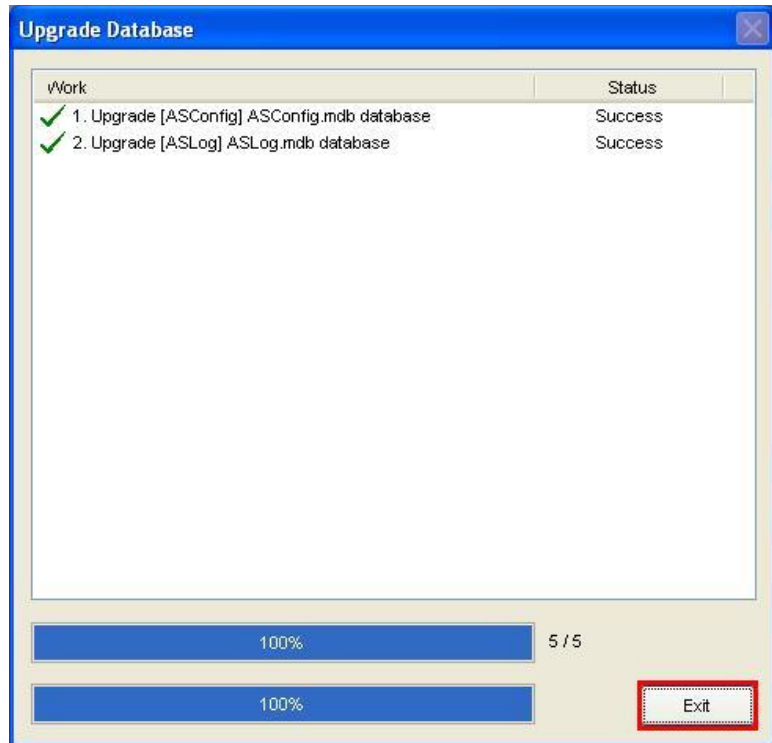 Upgrade Database
Work Status
1. Upgrade [ASConfig] ASConfig.mdb database Success
2. Upgrade [ASLog] ASLog.mdb database Success
100% 5 / 5
100% Exit